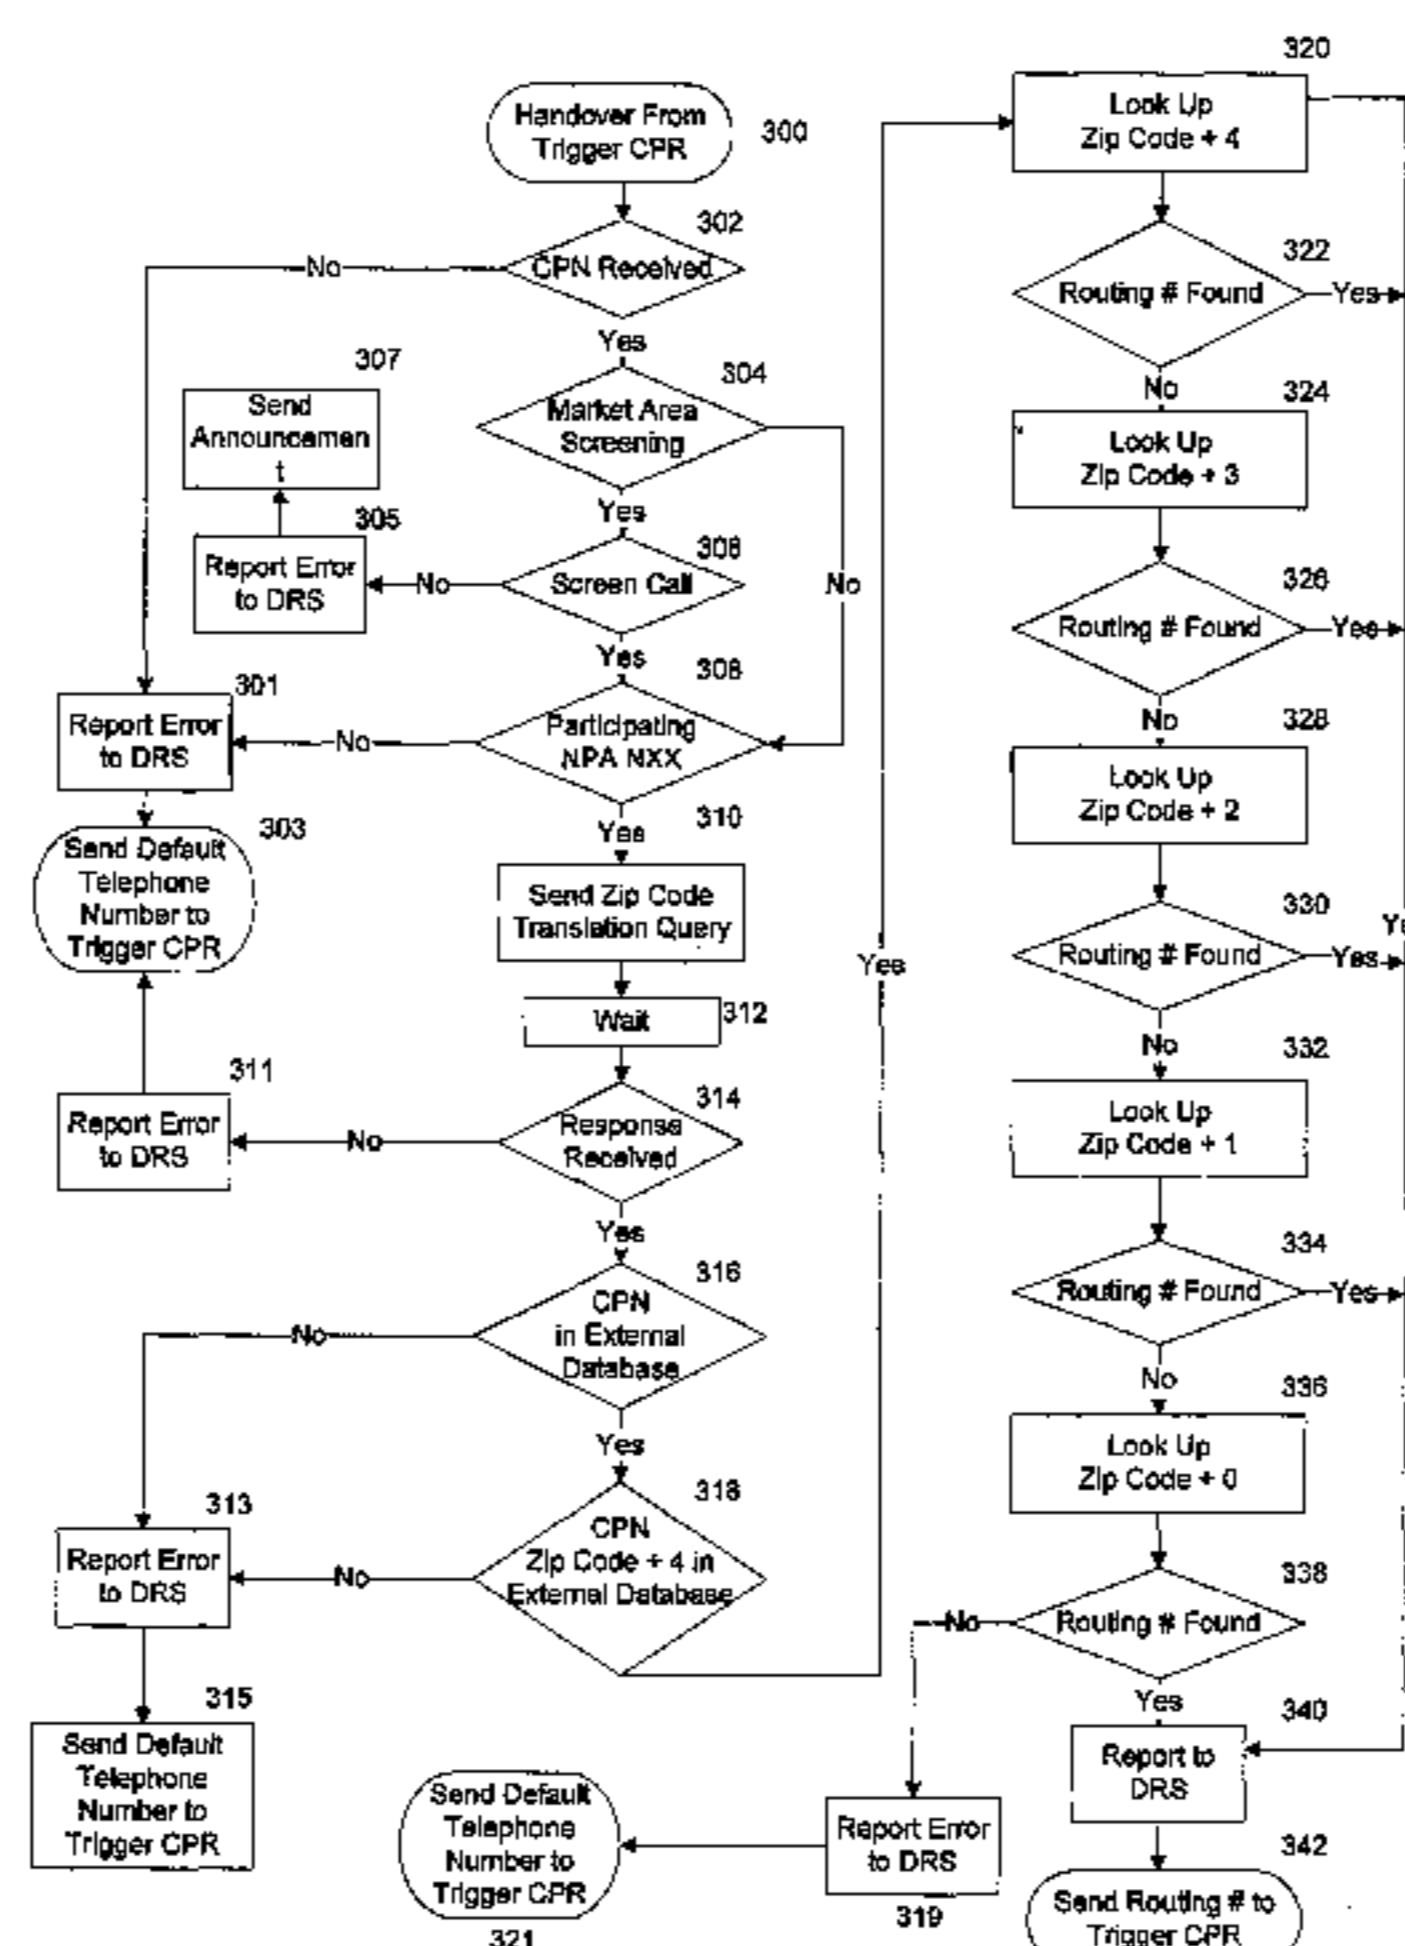 Handover From
Trigger CPR
300
302
CPN Received
No
Yes
307
Send
Announcemen
t
304
Market Area
Screening
Yes
305
Report Error
to DRS
No
306
Screen Call
No
Yes
301
Report Error
to DRS
No
308
Participating
NPA NXX
303
Send Default
Telephone
Number to
Trigger CPR
Yes
310
Send Zip Code
Translation Query
Wait
312
311
Report Error
to DRS
No
314
Response
Received
Yes
316
CPN
in External
Database
No
Yes
313
Report Error
to DRS
No
318
CPN
Zip Code + 4 in
External Database
Yes
315
Send Default
Telephone
Number to
Trigger CPR
320
Look Up
Zip Code + 4
322
Routing # Found
Yes
No
324
Look Up
Zip Code + 3
326
Routing # Found
Yes
No
328
Look Up
Zip Code + 2
330
Routing # Found
Yes
Ye
No
332
Look Up
Zip Code + 1
334
Routing # Found
Yes
No
336
Look Up
Zip Code + 0
338
Routing # Found
No
Yes
340
Report to
DRS
Send Default
Telephone
Number to
Trigger CPR
321
Report Error
to DRS
319
342
Send Routing # to
Trigger CPR